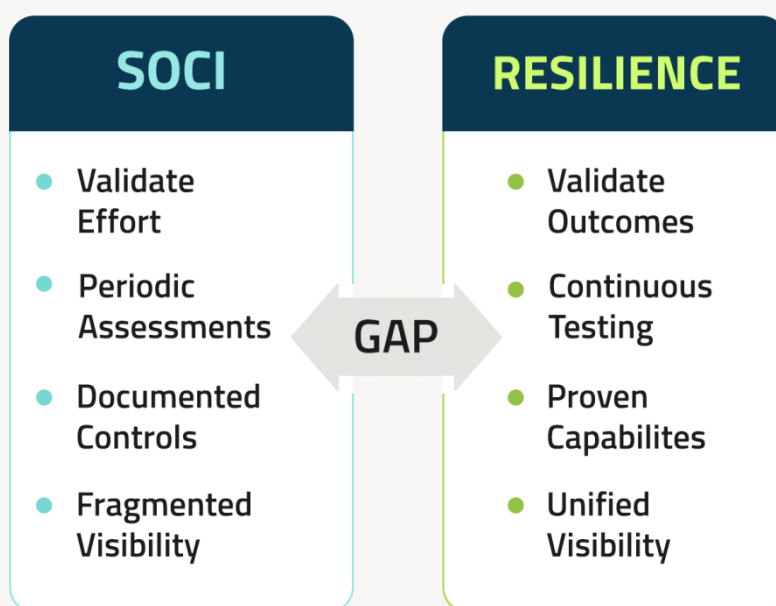 SOCI
Validate
Effort
Periodic
Assessments
Documented
Controls
Fragmented
Visibility
GAP
RESILIENCE
Validate
Outcomes
Continuous
Testing
Proven
Capabilites
Unified
Visibility